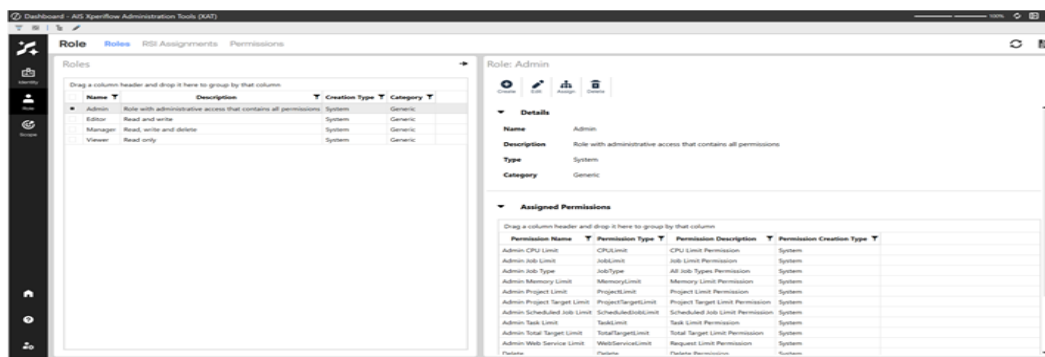 Dashboard - AIS Xperiflow Administration Tools (XAT)
100%
Role Roles RSI Assignments Permissions
Identity
Role
Scope
Roles
Drag a column header and drop it here to group by that column
Name Description Creation Type Category
Admin Role with administrative access that contains all permissions System Generic
Editor Read and write System Generic
Manager Read, write and delete System Generic
Viewer Read only System Generic
Role: Admin
Create Edit Assign Delete
Details
Name Admin
Description Role with administrative access that contains all permissions
Type System
Category Generic
Assigned Permissions
Drag a column header and drop it here to group by that column
Permission Name Permission Type Permission Description Permission Creation Type
Admin CPU Limit CPULimit CPU Limit Permission System
Admin Job Limit JobLimit Job Limit Permission System
Admin Job Type JobType All Job Types Permission System
Admin Memory Limit MemoryLimit Memory Limit Permission System
Admin Project Limit ProjectLimit Project Limit Permission System
Admin Project Target Limit ProjectTargetLimit Project Target Limit Permission System
Admin Scheduled Job Limit ScheduledJobLimit Scheduled Job Limit Permission System
Admin Task Limit TaskLimit Task Limit Permission System
Admin Total Target Limit TotalTargetLimit Total Target Limit Permission System
Admin Web Service Limit WebServiceLimit Request Limit Permission System
Delete Delete Delete Permission System